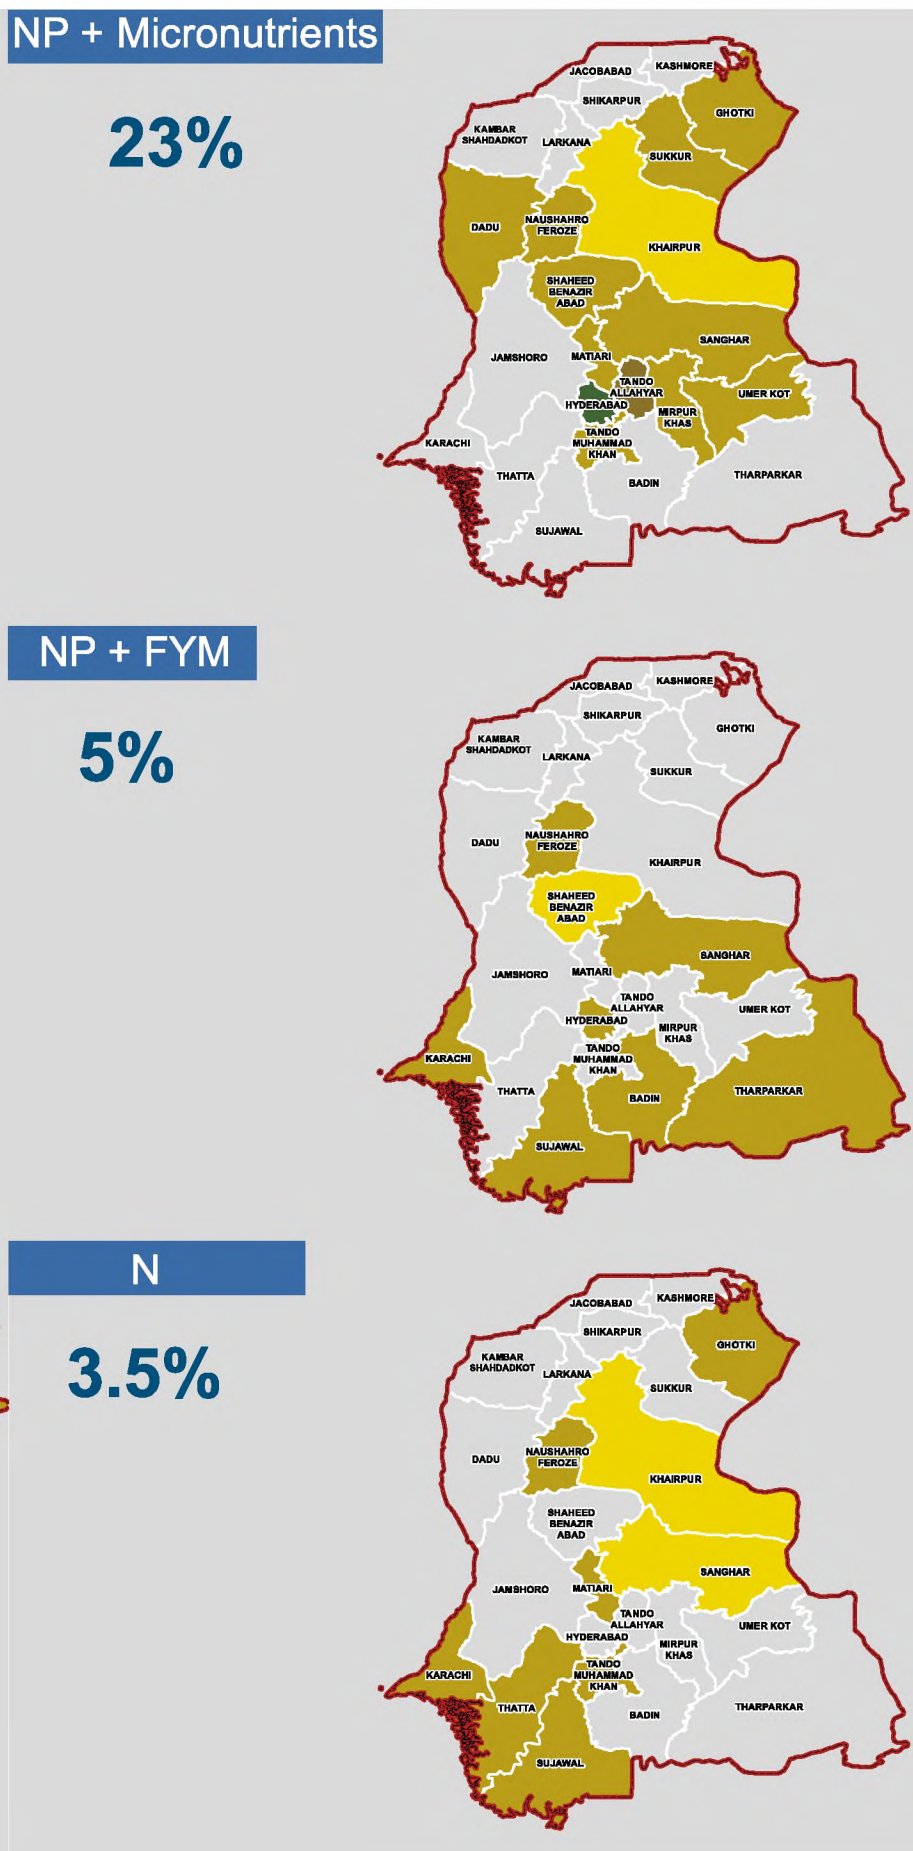 NP + Micronutrients
23%
JACOBABAD
KASHMORE
SHIKARPUR
GHOTKI
KAMBAR
SHAHDADKOT
LARKANA
SUKKUR
DADU
NAUSHAHRO
FEROZE
KHAIRPUR
SHAHEED
BENAZIR
ABAD
SANGHAR
JAMSHORO
MATIARI
TANDO
ALLAHYAR
UMER KOT
HYDERABAD
MIRPUR
KHAS
TANDO
MUHAMMAD
KHAN
KARACHI
THATTA
BADIN
THARPARKAR
SUJAWAL
NP + FYM
5%
JACOBABAD
KASHMORE
SHIKARPUR
GHOTKI
KAMBAR
SHAHDADKOT
LARKANA
SUKKUR
DADU
NAUSHAHRO
FEROZE
KHAIRPUR
SHAHEED
BENAZIR
ABAD
SANGHAR
JAMSHORO
MATIARI
TANDO
ALLAHYAR
UMER KOT
HYDERABAD
MIRPUR
KHAS
TANDO
MUHAMMAD
KHAN
KARACHI
THATTA
BADIN
THARPARKAR
SUJAWAL
N
3.5%
JACOBABAD
KASHMORE
SHIKARPUR
GHOTKI
KAMBAR
SHAHDADKOT
LARKANA
SUKKUR
DADU
NAUSHAHRO
FEROZE
KHAIRPUR
SHAHEED
BENAZIR
ABAD
SANGHAR
JAMSHORO
MATIARI
TANDO
ALLAHYAR
UMER KOT
HYDERABAD
MIRPUR
KHAS
TANDO
MUHAMMAD
KHAN
KARACHI
THATTA
BADIN
THARPARKAR
SUJAWAL